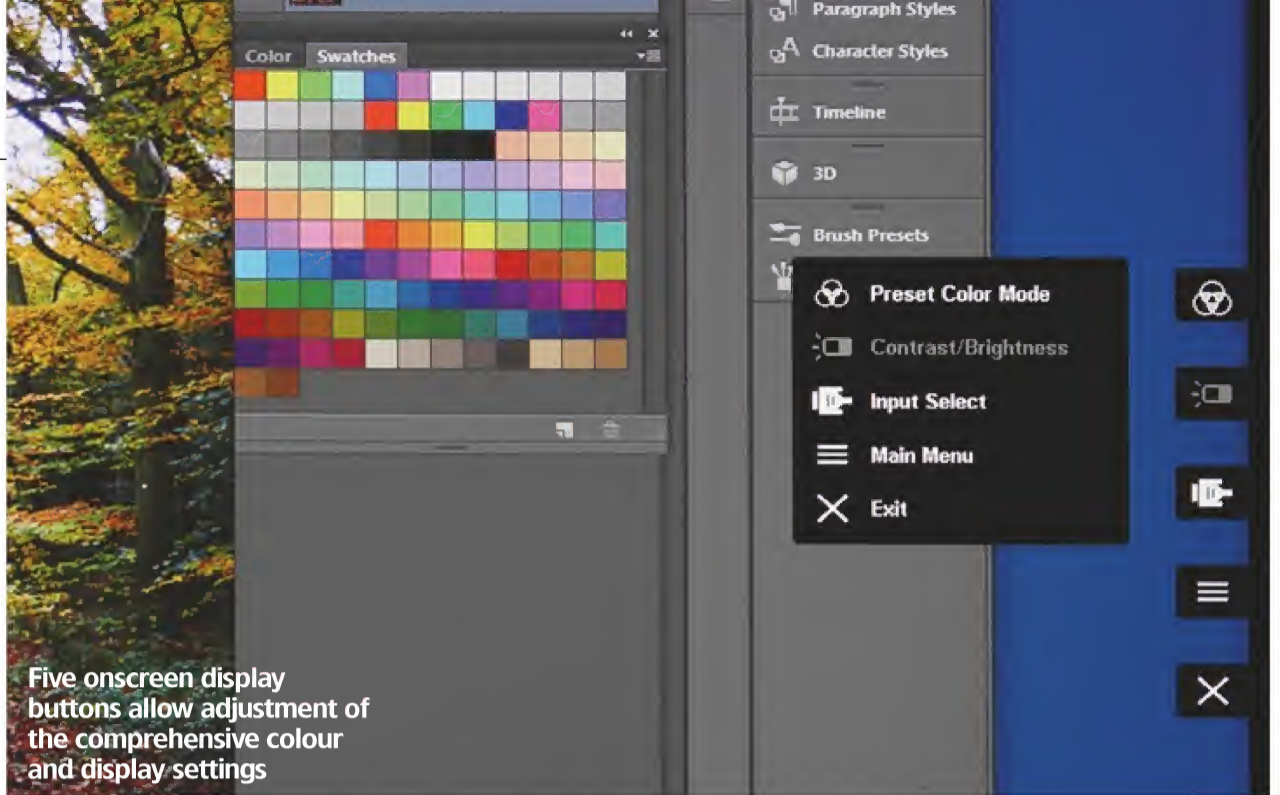 Paragraph Styles
Character Styles
Color Swatches
Timeline
3D
Brush Presets
Preset Color Mode
Contrast/Brightness
Input Select
Main Menu
Exit
Five onscreen display
buttons allow adjustment of
the comprehensive colour
and display settings